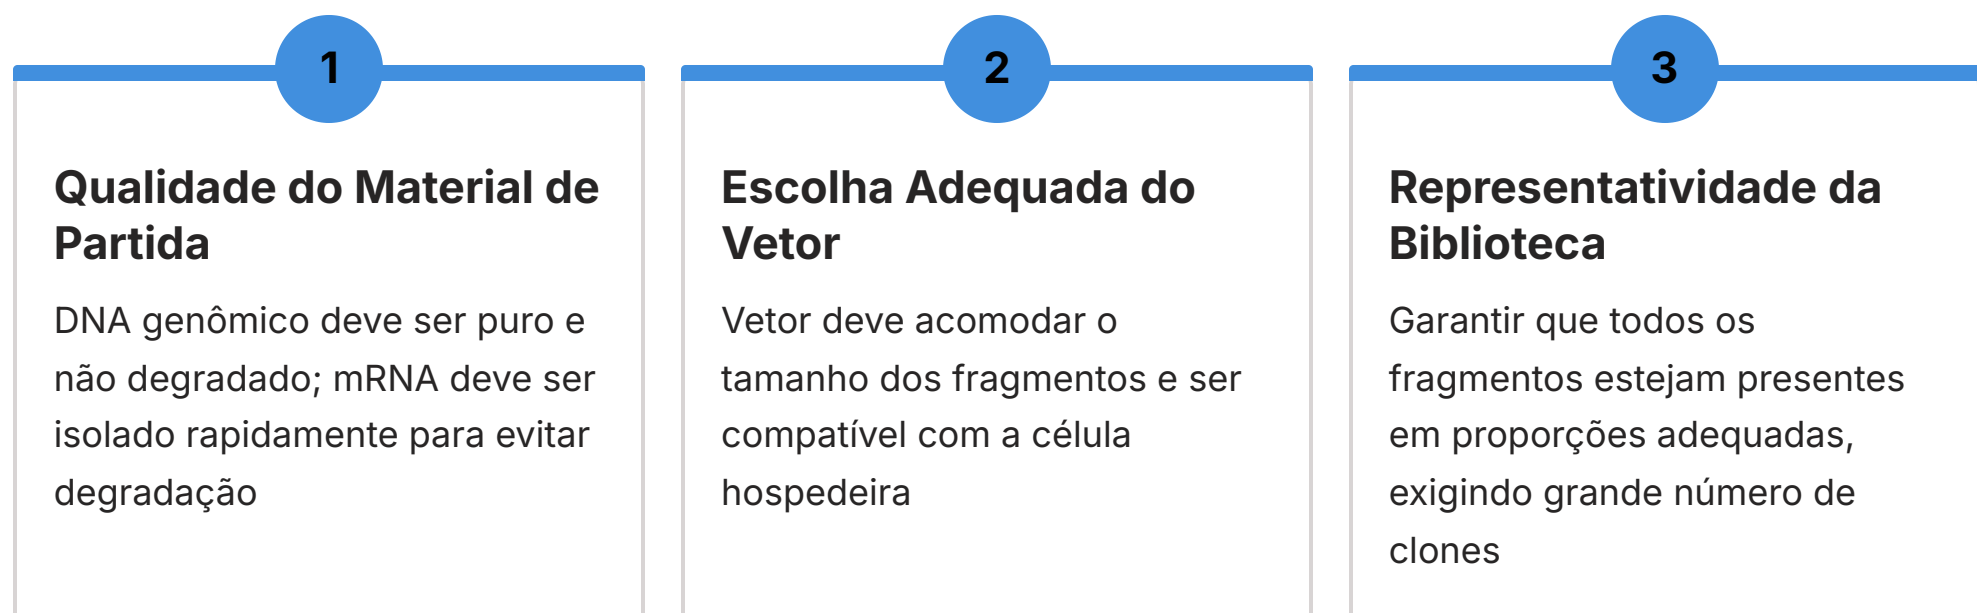 1
Qualidade do Material de
Partida
DNA genômico deve ser puro e
não degradado; mRNA deve ser
isolado rapidamente para evitar
degradação
2
Escolha Adequada do
Vetor
Vetor deve acomodar o
tamanho dos fragmentos e ser
compatível com a célula
hospedeira
3
Representatividade da
Biblioteca
Garantir que todos os
fragmentos estejam presentes
em proporções adequadas,
exigindo grande número de
clones